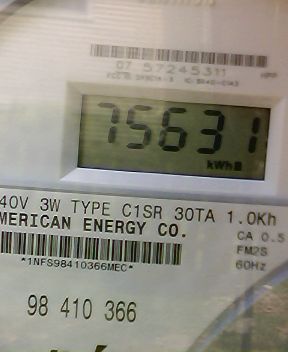 07 57245311
75631
kWh
40V 3W TYPE C1SR 30TA 1.0Kh
MERICAN ENERGY CO.
CA 0.5
*1NFS98410366MEC*
FM2S
60Hz
98 410 366